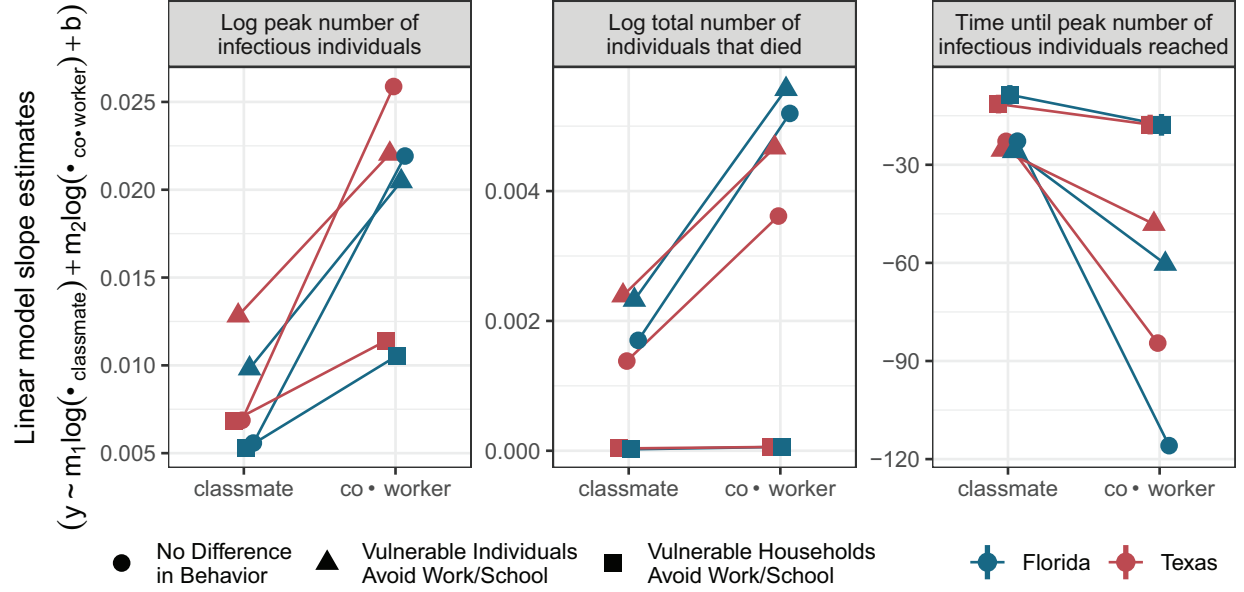 Log peak number of
infectious individuals
Log total number of
individuals that died
Time until peak number of
infectious individuals reached
Linear model slope estimates
(y ~ m1log(• classmate) + m2log(• co•worker) + b)
0.025
0.020
0.015
0.010
0.005
0.004
0.002
0.000
−30
−60
−90
−120
classmate
co • worker
classmate
co • worker
classmate
co • worker
No Difference
in Behavior
Vulnerable Individuals
Avoid Work/School
Vulnerable Households
Avoid Work/School
Florida
Texas